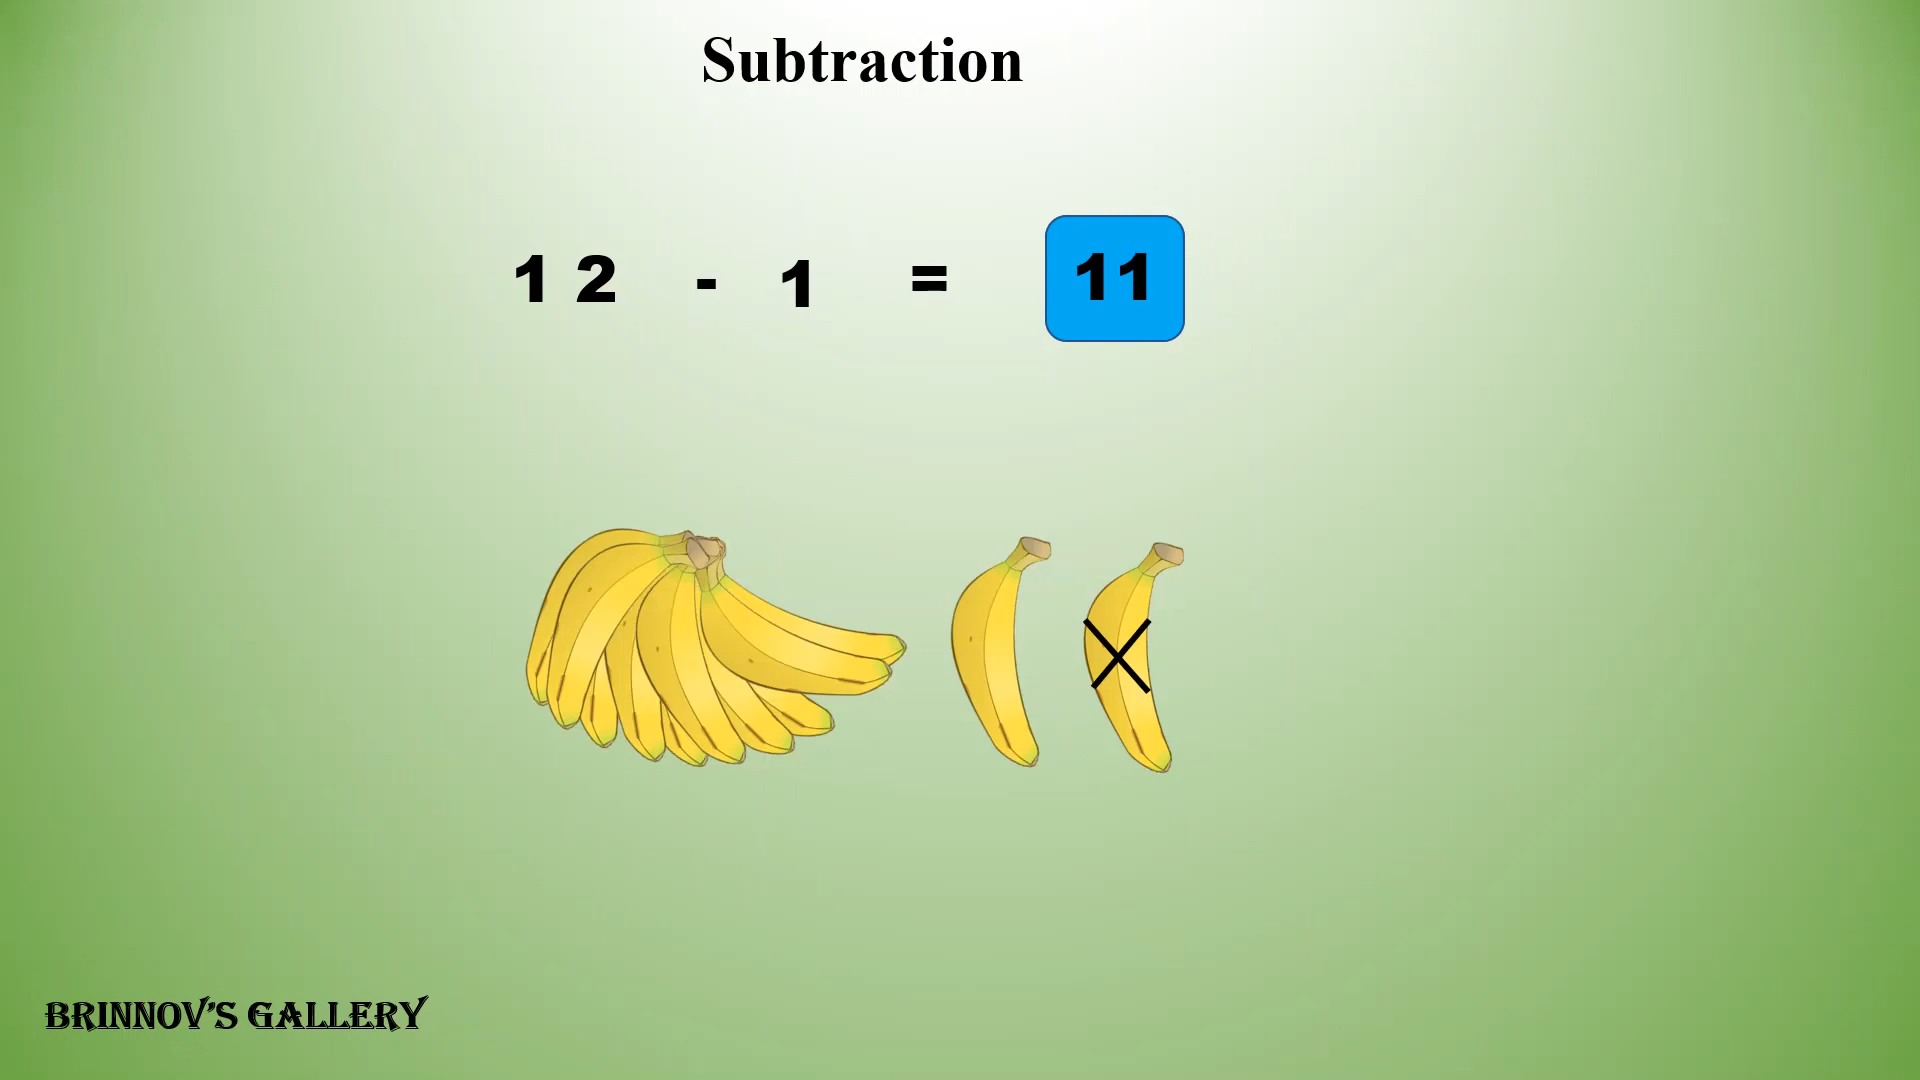 Subtraction
1 2 - 1 = 11
BRINNOV'S GALLERY